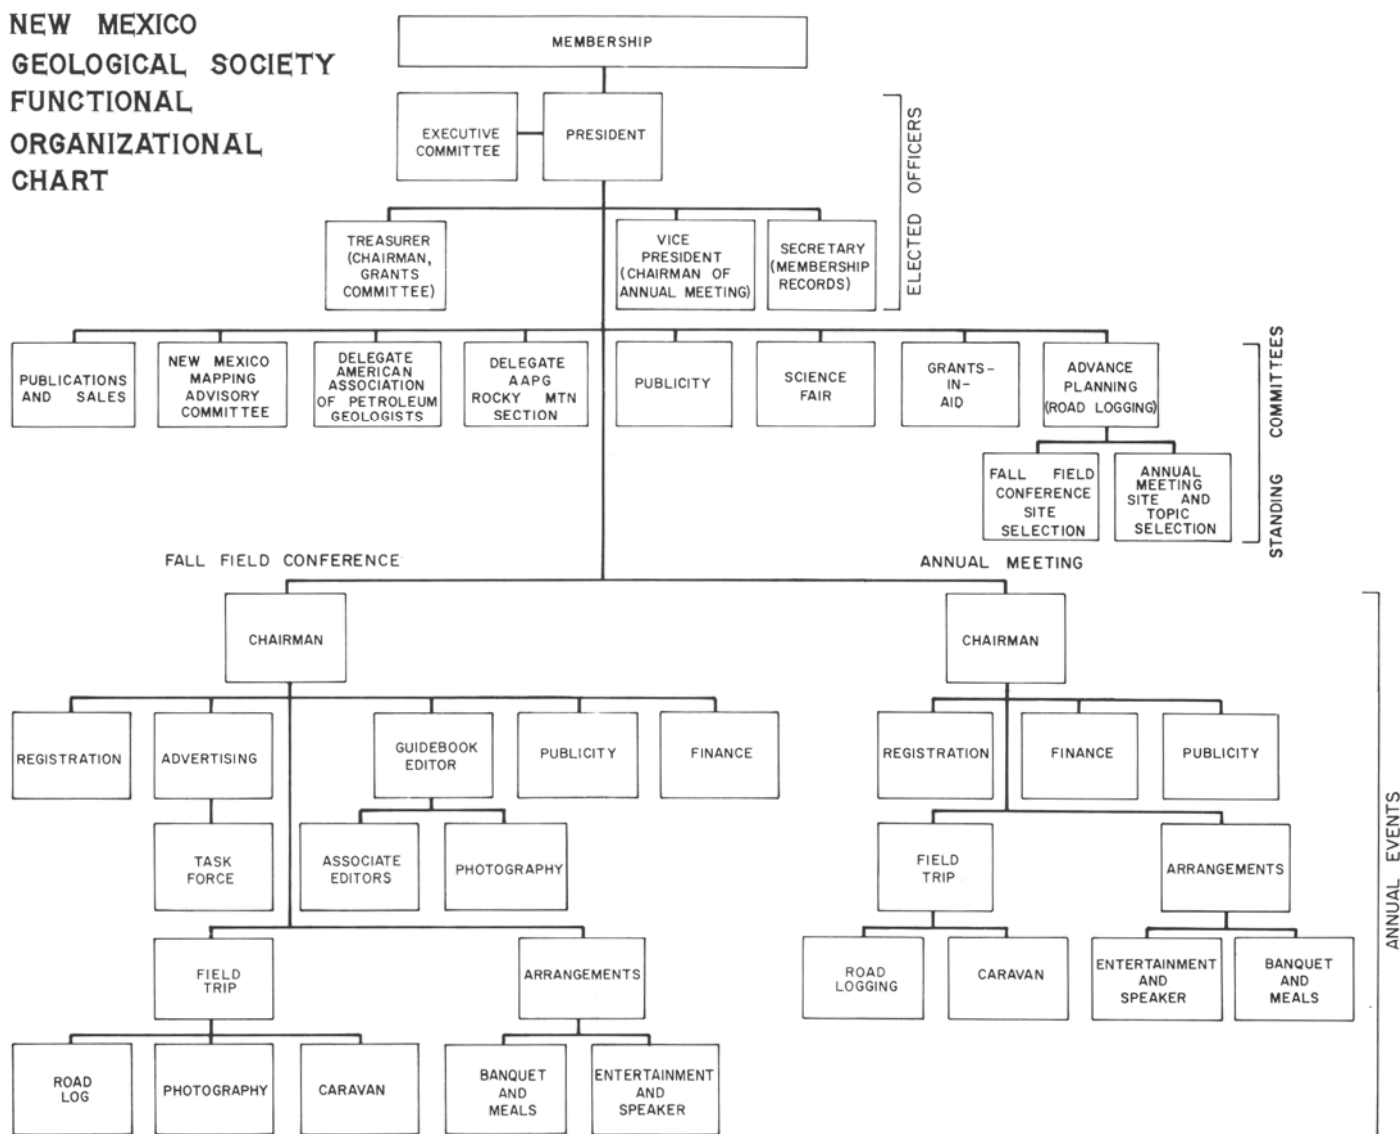 NEW MEXICO
GEOLOGICAL SOCIETY
FUNCTIONAL
ORGANIZATIONAL
CHART
MEMBERSHIP
EXECUTIVE
COMMITTEE
PRESIDENT
ELECTED OFFICERS
TREASURER
(CHAIRMAN,
GRANTS
COMMITTEE)
VICE
PRESIDENT
(CHAIRMAN OF
ANNUAL MEETING)
SECRETARY
(MEMBERSHIP
RECORDS)
PUBLICATIONS
AND SALES
NEW MEXICO
MAPPING
ADVISORY
COMMITTEE
DELEGATE
AMERICAN
ASSOCIATION
OF PETROLEUM
GEOLOGISTS
DELEGATE
AAPG
ROCKY MTN
SECTION
PUBLICITY
SCIENCE
FAIR
GRANTS-
IN-
AID
ADVANCE
PLANNING
(ROAD LOGGING)
FALL FIELD
CONFERENCE
SITE
SELECTION
ANNUAL
MEETING
SITE AND
TOPIC
SELECTION
STANDING COMMITTEES
FALL FIELD CONFERENCE
ANNUAL MEETING
CHAIRMAN
CHAIRMAN
REGISTRATION
ADVERTISING
GUIDEBOOK
EDITOR
PUBLICITY
FINANCE
REGISTRATION
FINANCE
PUBLICITY
TASK
FORCE
ASSOCIATE
EDITORS
PHOTOGRAPHY
FIELD
TRIP
ARRANGEMENTS
FIELD
TRIP
ARRANGEMENTS
ROAD
LOGGING
CARAVAN
ENTERTAINMENT
AND
SPEAKER
BANQUET
AND
MEALS
ROAD
LOG
PHOTOGRAPHY
CARAVAN
BANQUET
AND
MEALS
ENTERTAINMENT
AND
SPEAKER
ANNUAL EVENTS